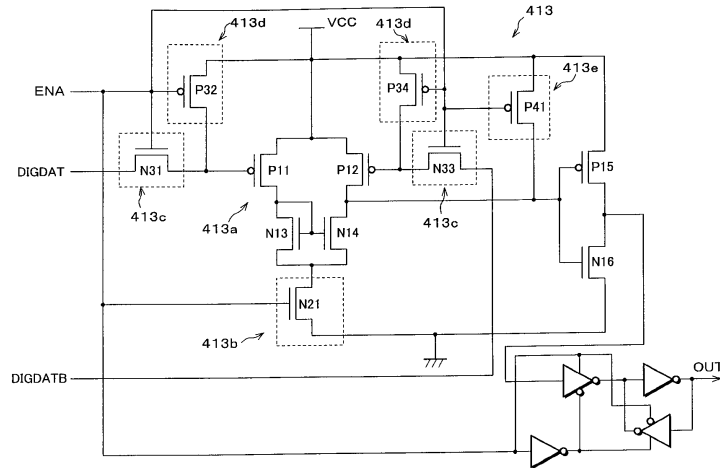 413d
VCC
413d
413
413e
ENA
P32
P34
P41
DIGDAT
N31
P11
P12
N33
P15
413c
413a
N13
N14
413c
N16
N21
413b
DIGDATB
OUT